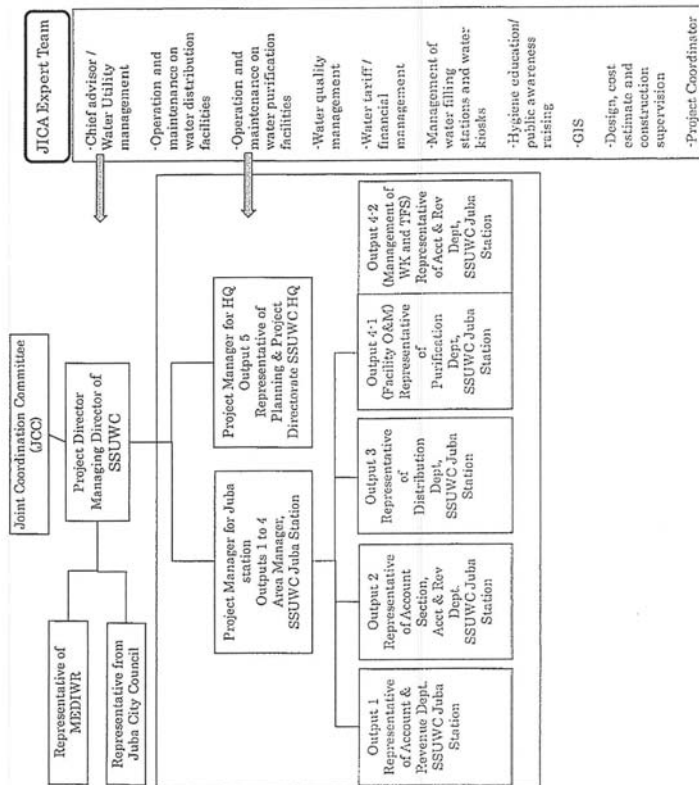 Joint Coordination Committee
(JCC)
Project Director
Managing Director of
SSUWC
Representative of
MEDIWR
Representative from
Juba City Council
Project Manager for Juba
station
Outputs 1 to 4
Area Manager,
SSUWC Juba Station
Project Manager for HQ
Output 5
Representative of
Planning & Project
Directorate SSUWC HQ
Output 1
Representative
of Account &
Revenue Dept.
SSUWC Juba
Station
Output 2
Representative
of Account
Section,
Acct & Rev
Dept.
SSUWC Juba
Station
Output 3
Representative
of
Distribution
Dept,
SSUWC Juba
Station
Output 4-1
(Facility O&M)
Representative
of
Purification
Dept,
SSUWC Juba
Station
Output 4-2
(Management of
WK and TFS)
Representative
of Acct & Rev
Dept,
SSUWC Juba
Station
JICA Expert Team
·Chief advisor /
Water Utility
management
·Operation and
maintenance on
water distribution
facilities
·Operation and
maintenance on
water purification
facilities
·Water quality
management
·Water tariff /
financial
management
·Management of
water filling
stations and water
kiosks
·Hygiene education/
public awareness
raising
·GIS
·Design, cost
estimate and
construction
supervision
·Project Coordinator